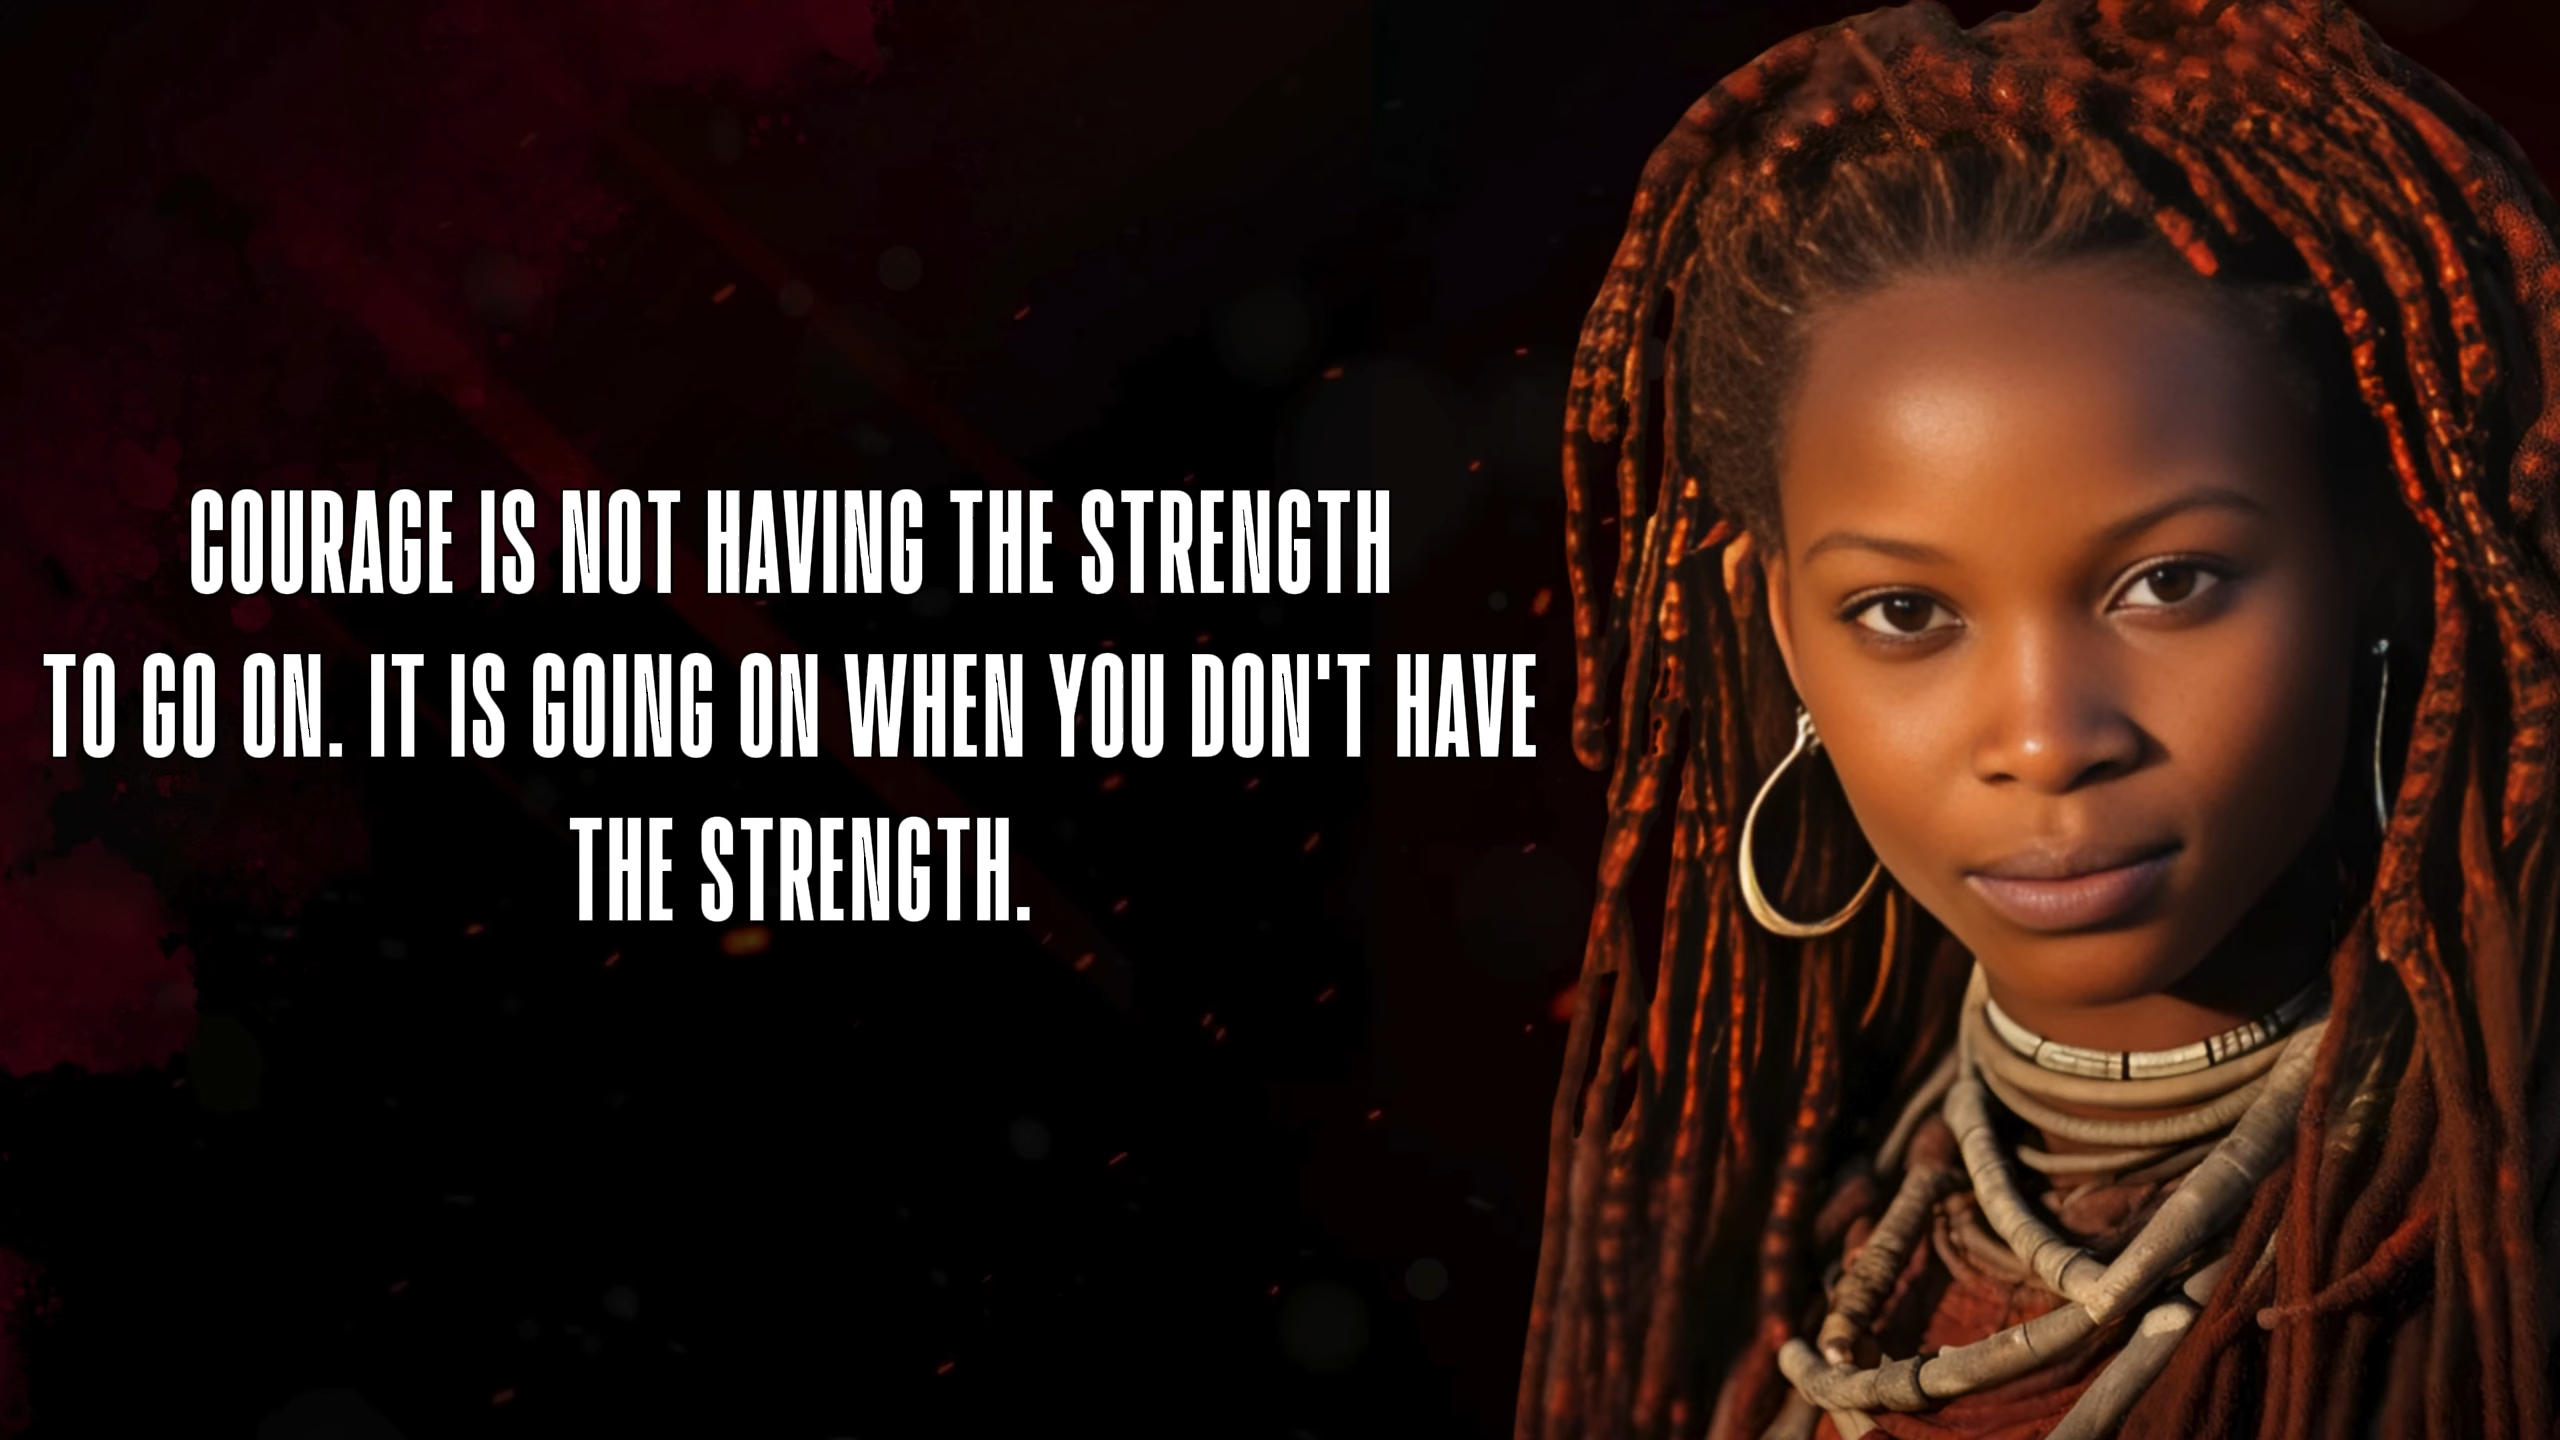 COURAGE IS NOT HAVING THE STRENGTH
TO GO ON. IT IS GOING ON WHEN YOU DON'T HAVE
THE STRENGTH.